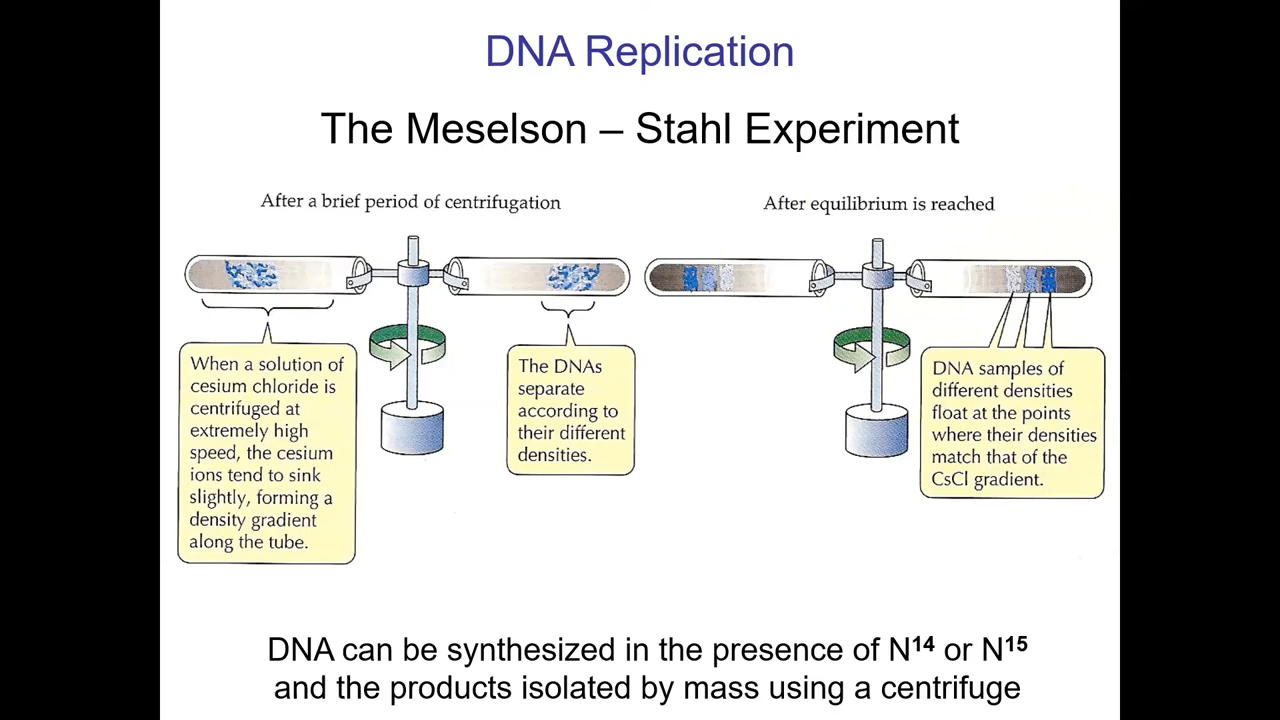 DNA Replication
The Meselson – Stahl Experiment
After a brief period of centrifugation
After equilibrium is reached
When a solution of
cesium chloride is
centrifuged at
extremely high
speed, the cesium
ions tend to sink
slightly, forming a
density gradient
along the tube.
The DNAs
separate
according to
their different
densities.
DNA samples of
different densities
float at the points
where their densities
match that of the
CsCl gradient.
DNA can be synthesized in the presence of N¹⁴ or N¹⁵
and the products isolated by mass using a centrifuge